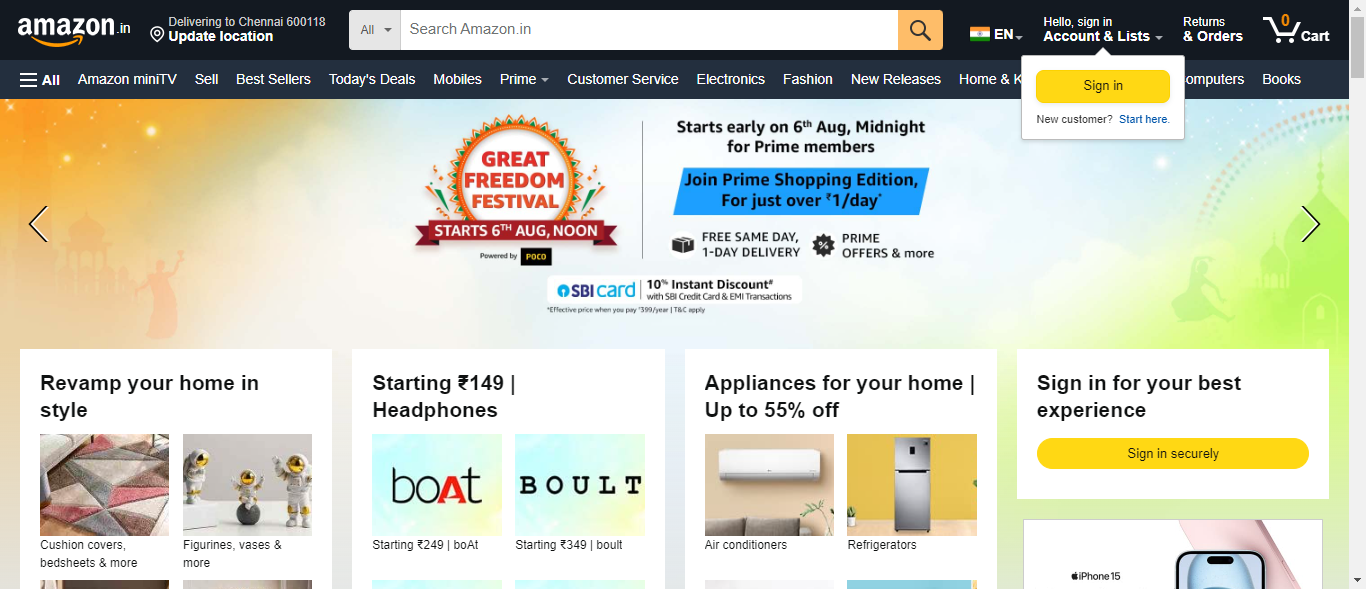 amazon.in
Delivering to Chennai 600118
Update location
All
Search Amazon.in
EN
Hello, sign in
Account & Lists
Returns
& Orders
0
Cart
All
Amazon miniTV
Sell
Best Sellers
Today's Deals
Mobiles
Prime
Customer Service
Electronics
Fashion
New Releases
Home & K
omputers
Books
Sign in
New customer? Start here.
GREAT
FREEDOM
FESTIVAL
STARTS 6TH AUG, NOON
Powered by POCO
Starts early on 6th Aug, Midnight
for Prime members
Join Prime Shopping Edition,
For just over ₹1/day*
FREE SAME DAY,
1-DAY DELIVERY
%
PRIME
OFFERS & more
SBI card
10% Instant Discount#
with SBI Credit Card & EMI Transactions
*Effective price when you pay ₹399/year | T&C apply
Revamp your home in
style
Cushion covers,
bedsheets & more
Figurines, vases &
more
Starting ₹149 |
Headphones
boAt
BOULT
Starting ₹249 | boAt
Starting ₹349 | boult
Appliances for your home |
Up to 55% off
Air conditioners
Refrigerators
Sign in for your best
experience
Sign in securely
iPhone 15